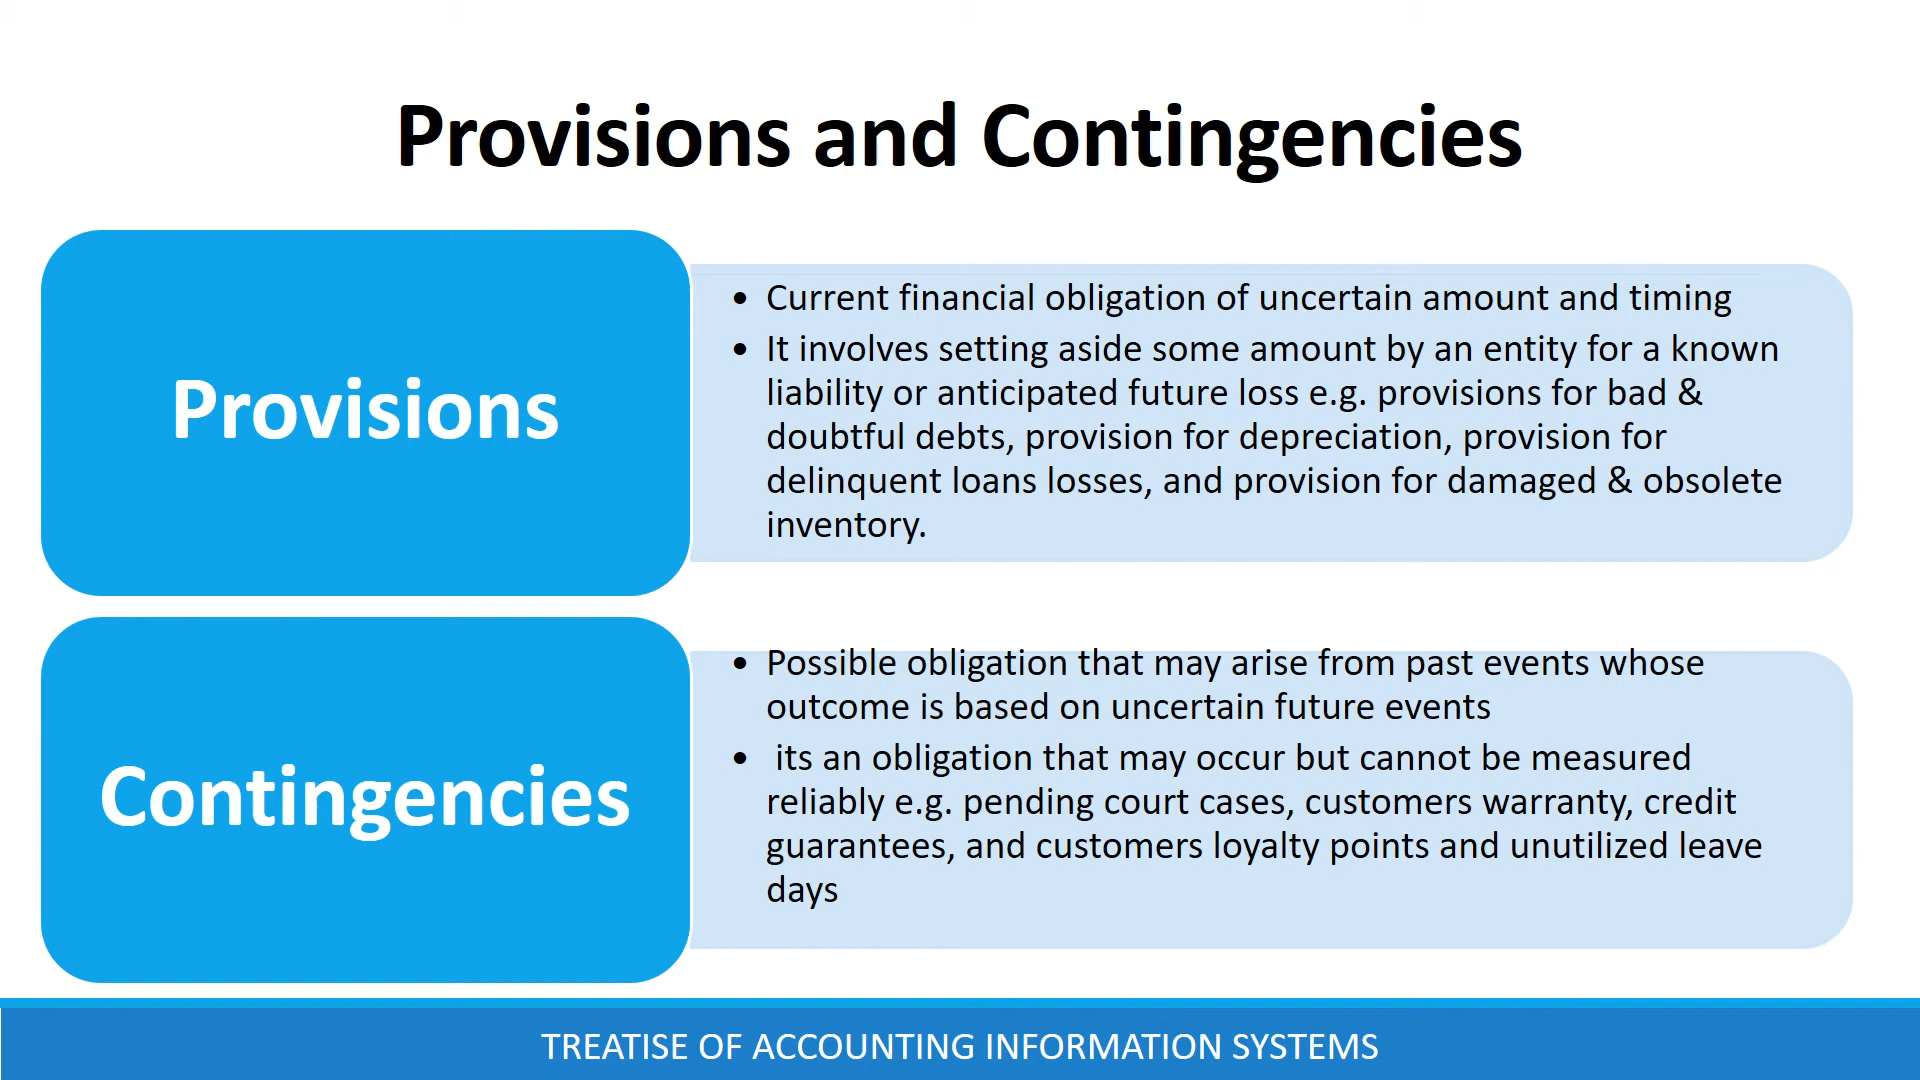 Provisions and Contingencies
Provisions
• Current financial obligation of uncertain amount and timing
• It involves setting aside some amount by an entity for a known
liability or anticipated future loss e.g. provisions for bad &
doubtful debts, provision for depreciation, provision for
delinquent loans losses, and provision for damaged & obsolete
inventory.
Contingencies
• Possible obligation that may arise from past events whose
outcome is based on uncertain future events
• its an obligation that may occur but cannot be measured
reliably e.g. pending court cases, customers warranty, credit
guarantees, and customers loyalty points and unutilized leave
days
TREATISE OF ACCOUNTING INFORMATION SYSTEMS